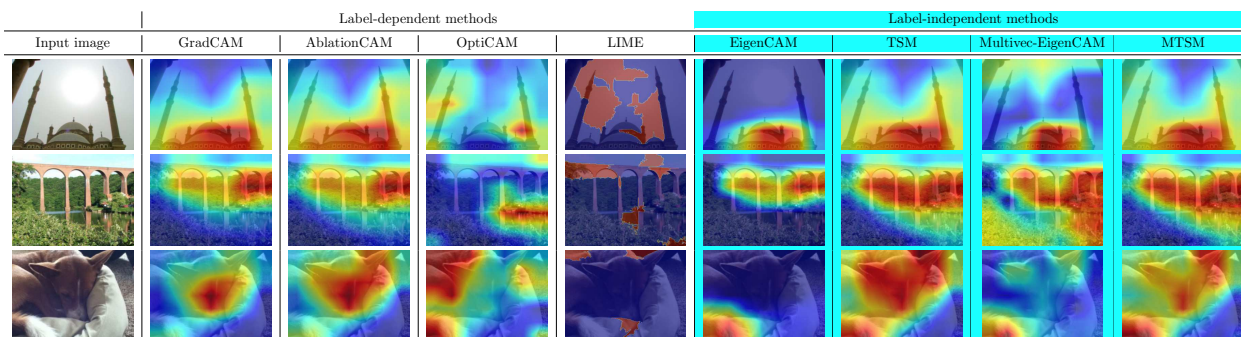 Label-dependent methods Label-independent methods
Input image GradCAM AblationCAM OptiCAM LIME EigenCAM TSM Multivec-EigenCAM MTSM